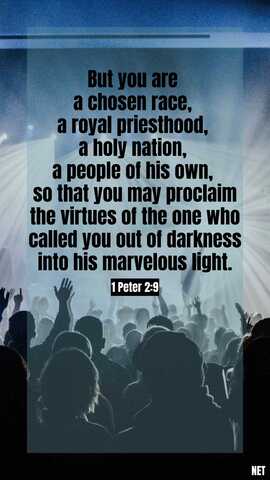 But you are
a chosen race,
a royal priesthood,
a holy nation,
a people of his own,
so that you may proclaim
the virtues of the one who
called you out of darkness
into his marvelous light.
1 Peter 2:9
NET